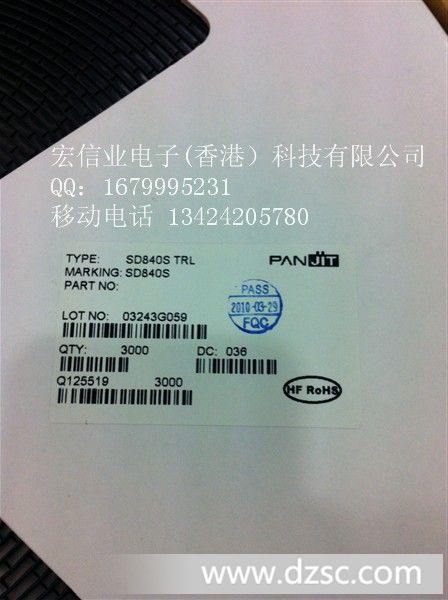 宏信业电子(香港）科技有限公司
QQ：1679995231
移动电话 13424205780
TYPE: SD840S TRL
PANJIT
MARKING: SD840S
PART NO:
PASS
2010-03-29
FQC
LOT NO: 03243G059
QTY: 3000 DC: 036
Q125519 3000
HF RoHS
www.dzsc.com